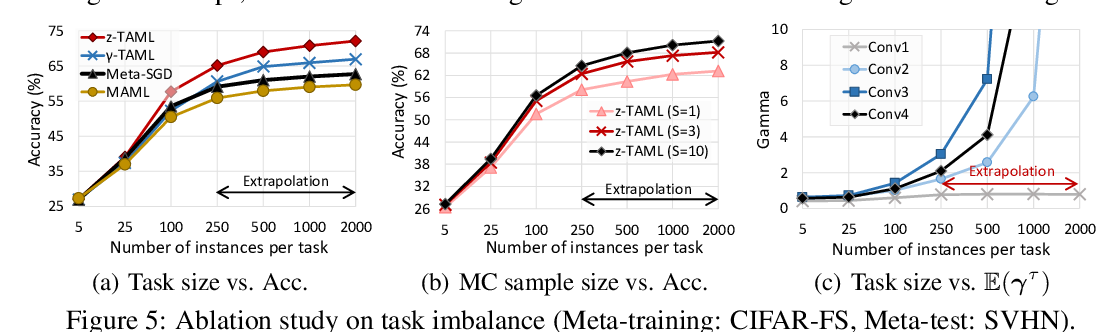 75
65
55
45
35
25
Accuracy (%)
z-TAML
γ-TAML
Meta-SGD
MAML
Extrapolation
5 25 100 250 500 1000 2000
Number of instances per task
(a) Task size vs. Acc.
74
68
62
56
50
44
38
32
26
Accuracy (%)
z-TAML (S=1)
z-TAML (S=3)
z-TAML (S=10)
Extrapolation
5 25 100 250 500 1000 2000
Number of instances per task
(b) MC sample size vs. Acc.
10
8
6
4
2
0
Gamma
Conv1
Conv2
Conv3
Conv4
Extrapolation
5 25 100 250 500 1000 2000
Number of instances per task
(c) Task size vs. 𝔼(γ^τ)
Figure 5: Ablation study on task imbalance (Meta-training: CIFAR-FS, Meta-test: SVHN).